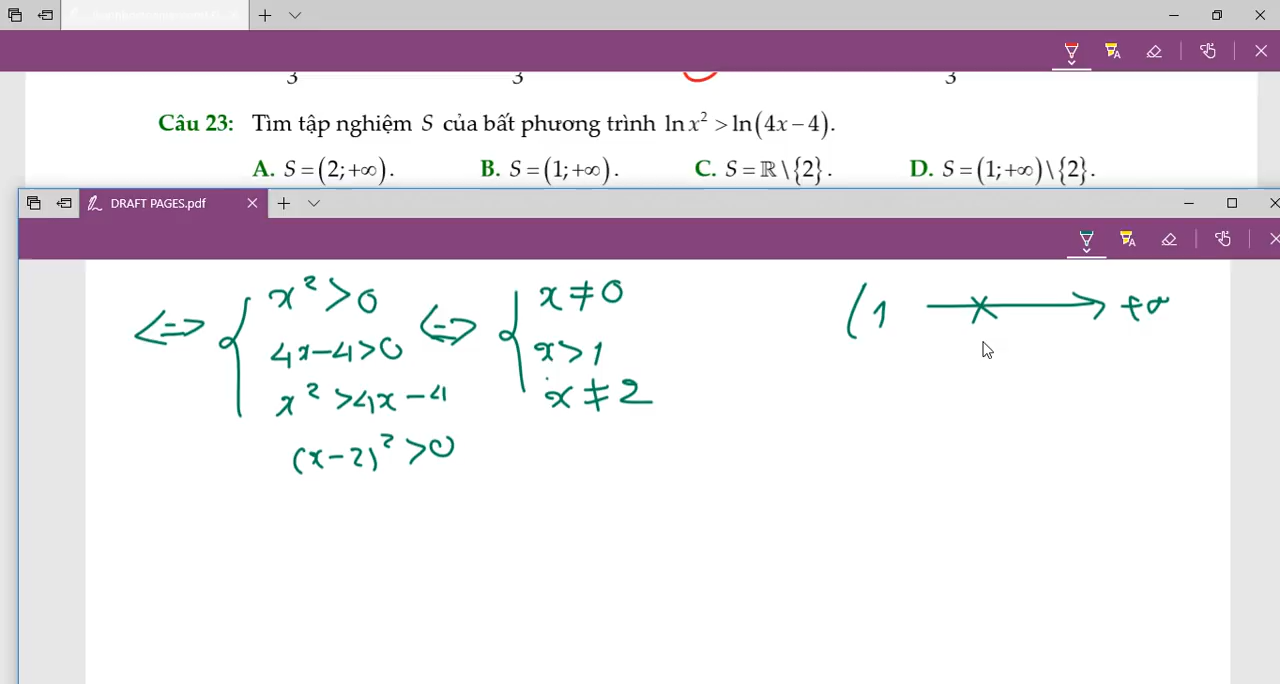 3 3 3
Câu 23: Tìm tập nghiệm S của bất phương trình ln x² > ln(4x − 4).
A. S = (2; +∞). B. S = (1; +∞). C. S = ℝ \ {2}. D. S = (1; +∞) \ {2}.
DRAFT PAGES.pdf
<=> { x² > 0 <=> { x ≠ 0 (1 → +∞
4x − 4 > 0 x > 1
x² > 4x − 4 x ≠ 2
(x − 2)² > 0